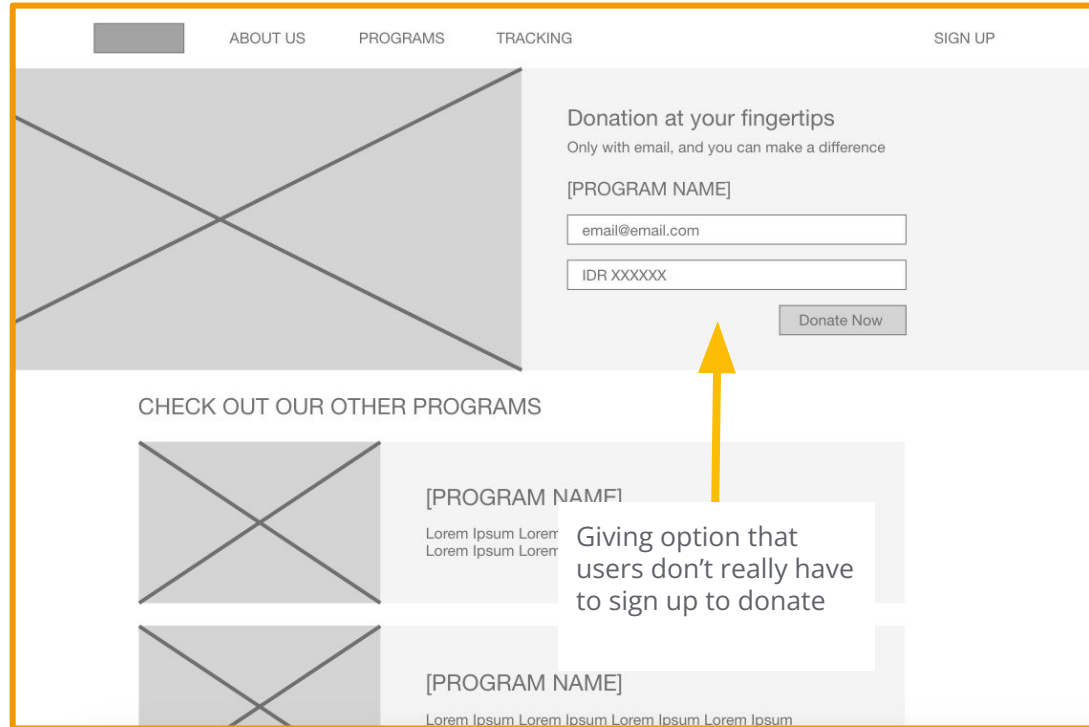 ABOUT US PROGRAMS TRACKING SIGN UP
Donation at your fingertips
Only with email, and you can make a difference
[PROGRAM NAME]
email@email.com
IDR XXXXXX
Donate Now
CHECK OUT OUR OTHER PROGRAMS
[PROGRAM NAME]
Lorem Ipsum Lorem
Lorem Ipsum Lorem
Giving option that
users don’t really have
to sign up to donate
[PROGRAM NAME]
Lorem Ipsum Lorem Ipsum Lorem Ipsum Lorem Ipsum